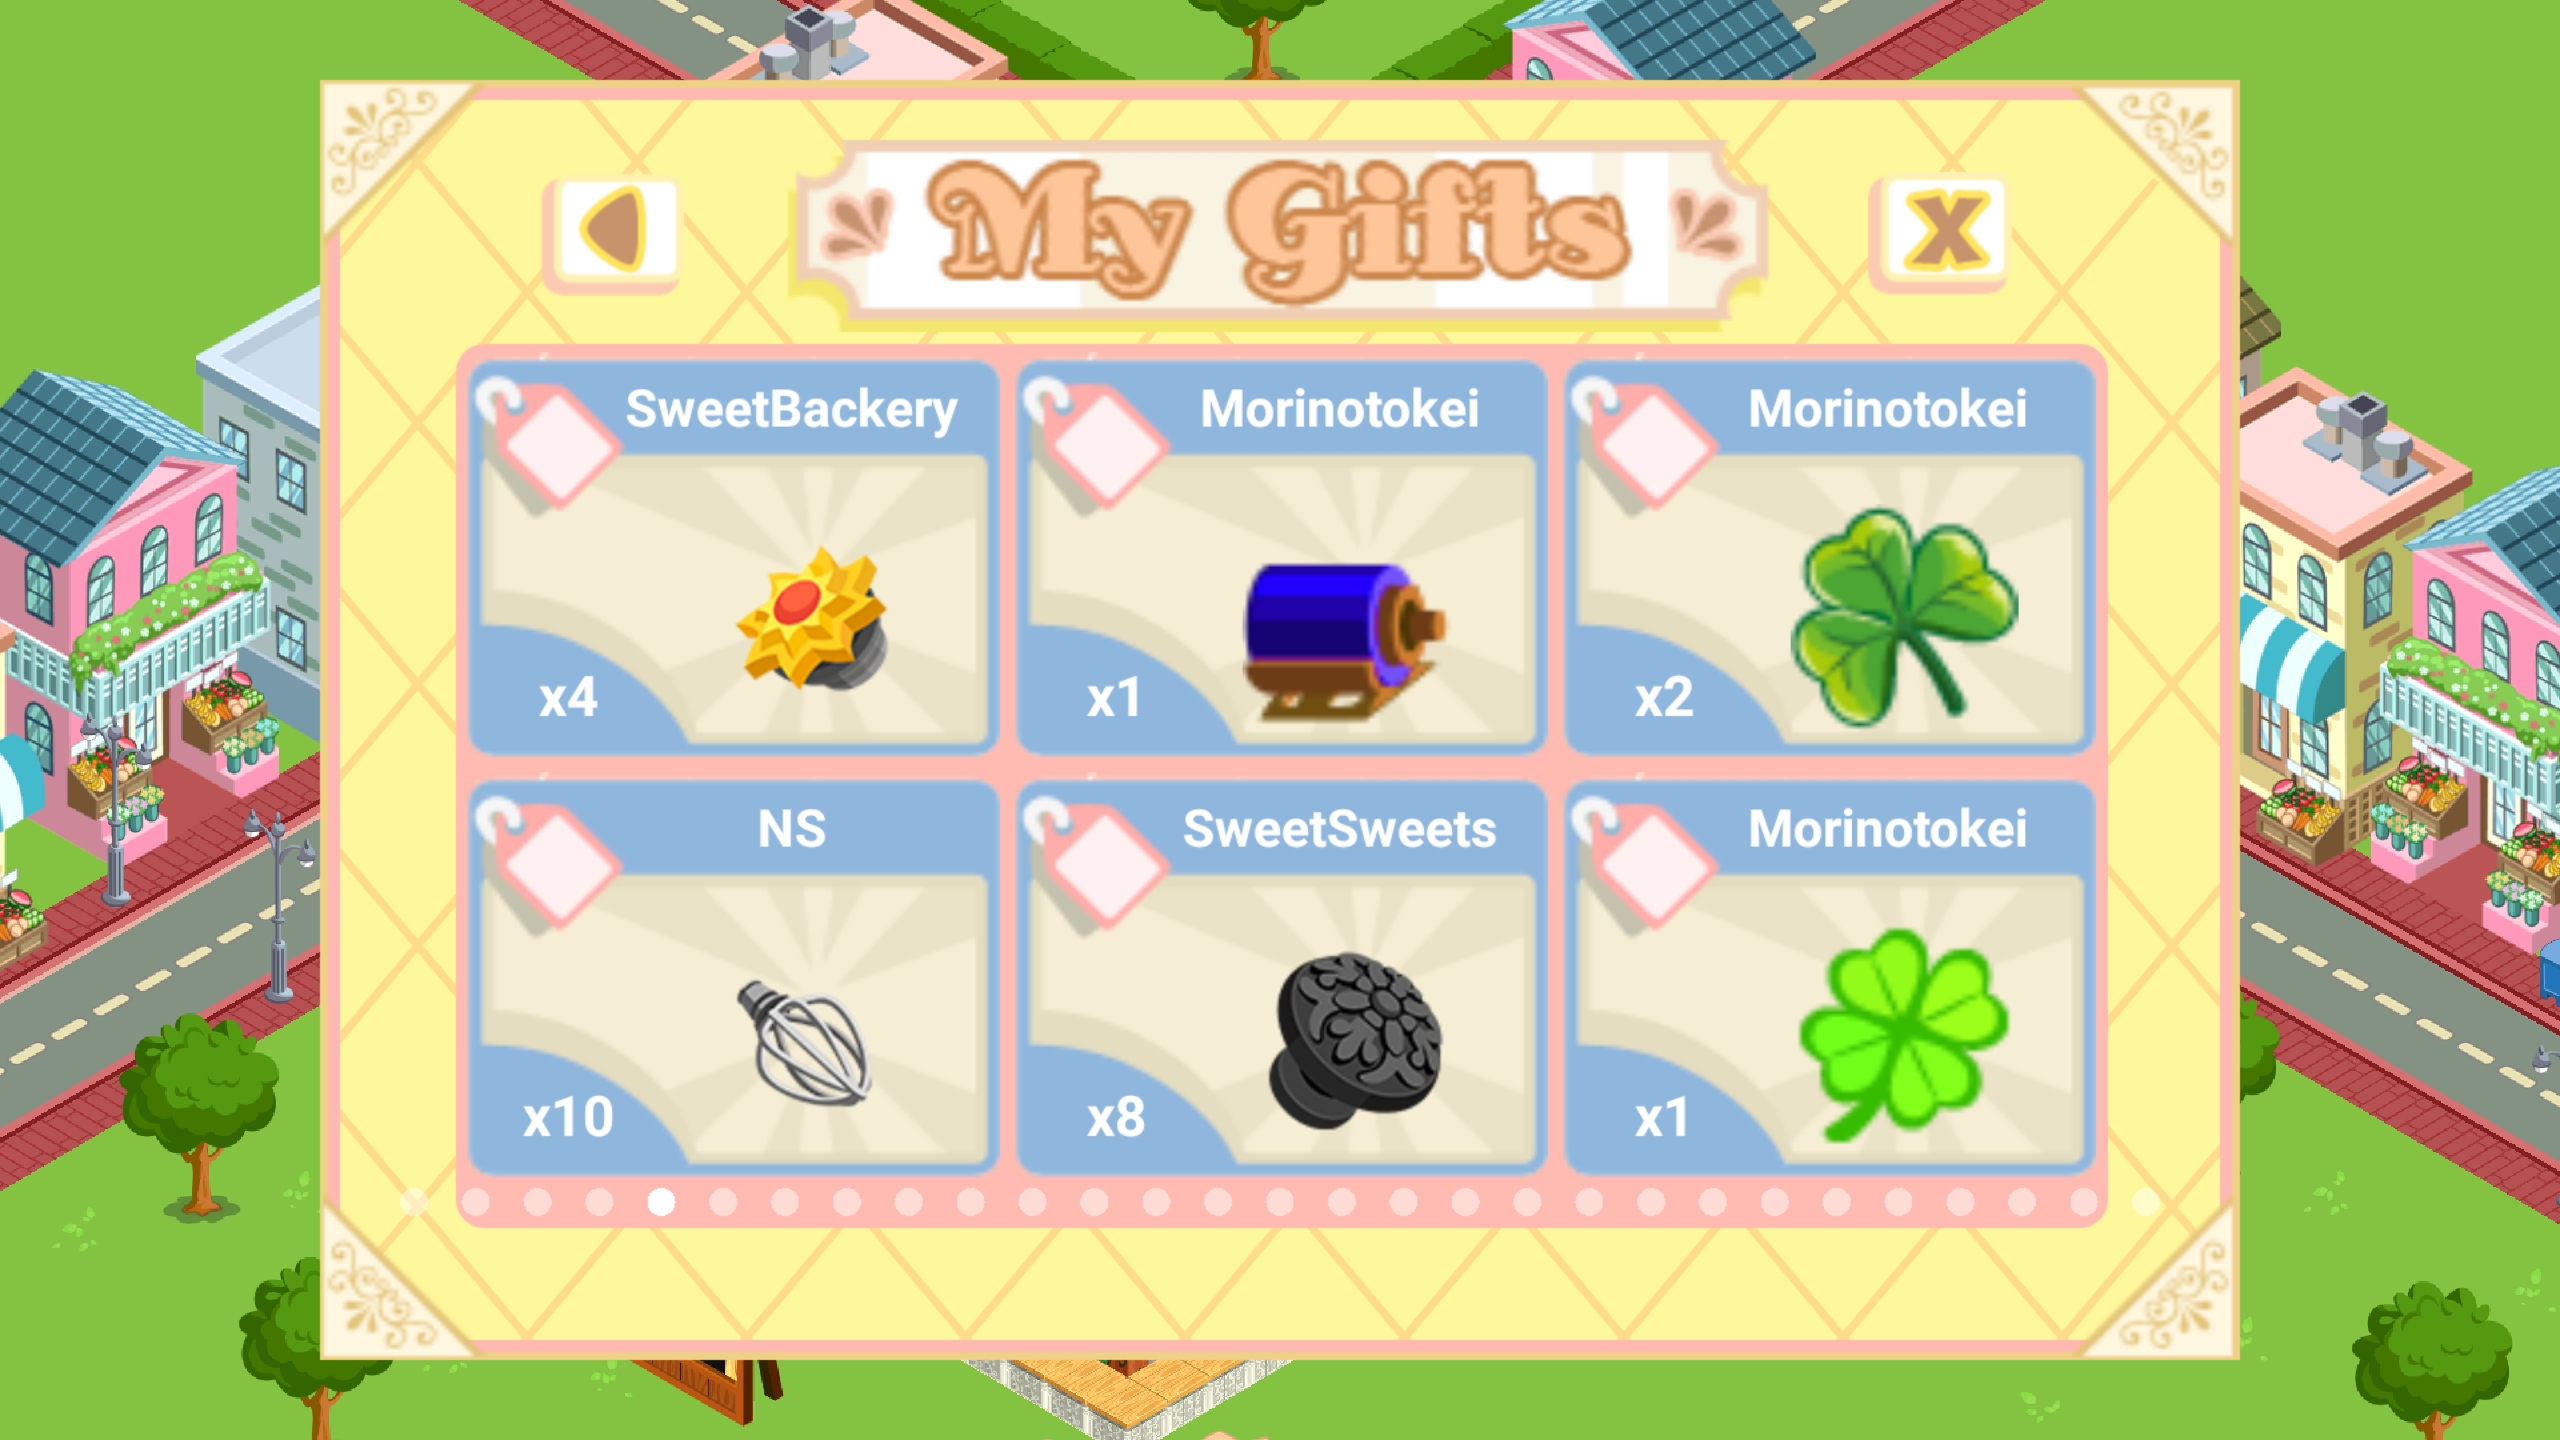 My Gifts
X
SweetBackery
Morinotokei
Morinotokei
x4
x1
x2
NS
SweetSweets
Morinotokei
x10
x8
x1